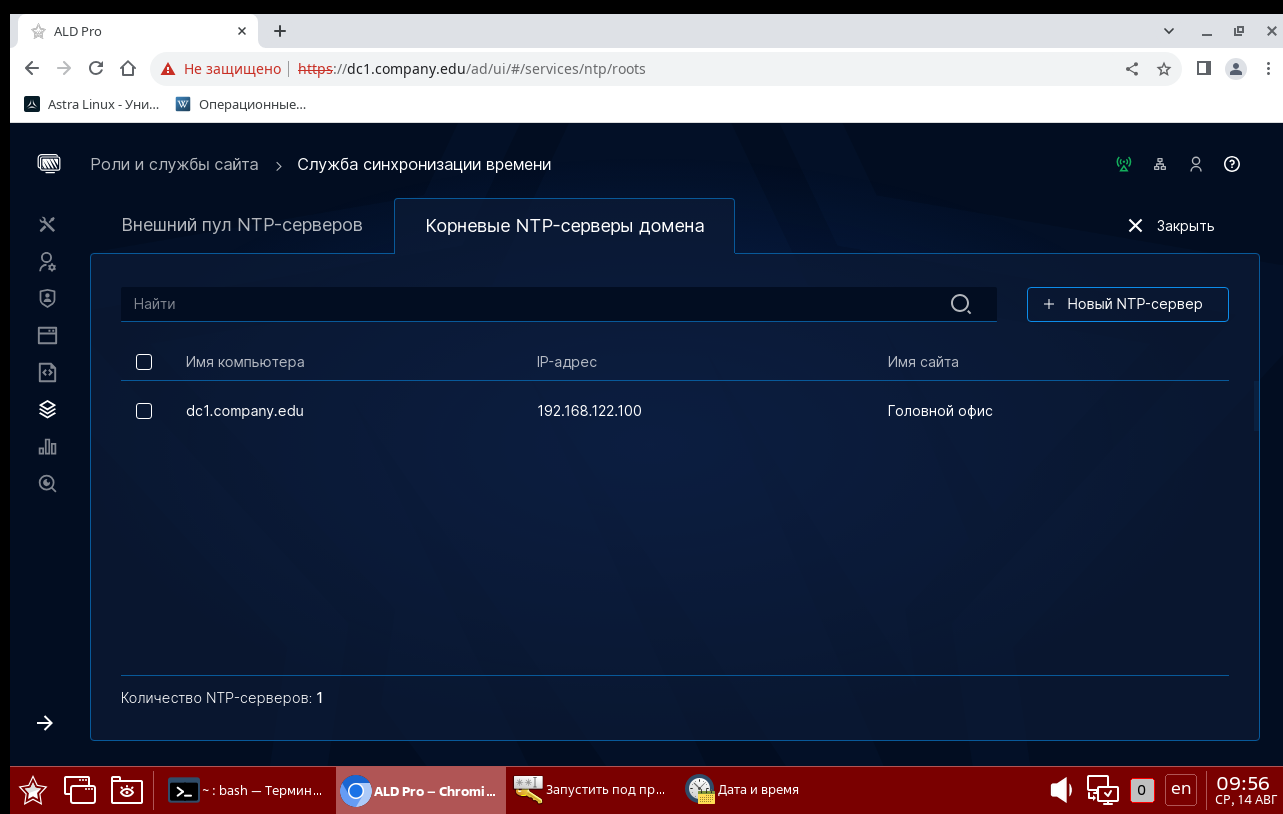 ALD Pro
Не защищено https://dc1.company.edu/ad/ui/#/services/ntp/roots
Astra Linux - Уни... Операционные...
Роли и службы сайта > Служба синхронизации времени
Внешний пул NTP-серверов Корневые NTP-серверы домена Закрыть
Найти + Новый NTP-сервер
Имя компьютера IP-адрес Имя сайта
dc1.company.edu 192.168.122.100 Головной офис
Количество NTP-серверов: 1
~ : bash — Термин... ALD Pro – Chromi... Запустить под пр... Дата и время 0 en 09:56
СР, 14 АВГ